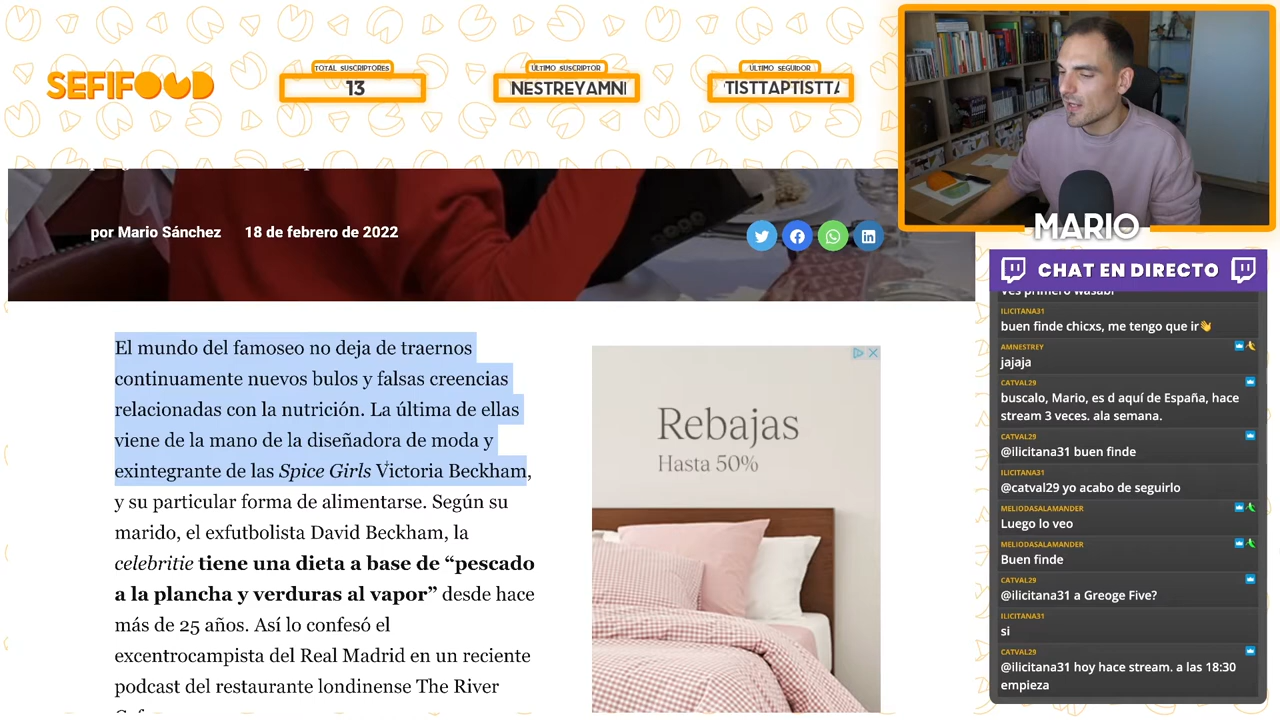 SEFIFOOD
TOTAL SUSCRIPTORES
13
ÚLTIMO SUSCRIPTOR
NESTREYAMNI
ÚLTIMO SEGUIDOR
TISTTAPTISTTA
por Mario Sánchez
18 de febrero de 2022
El mundo del famoseo no deja de traernos
continuamente nuevos bulos y falsas creencias
relacionadas con la nutrición. La última de ellas
viene de la mano de la diseñadora de moda y
exintegrante de las Spice Girls Victoria Beckham,
y su particular forma de alimentarse. Según su
marido, el exfutbolista David Beckham, la
celebritie tiene una dieta a base de “pescado
a la plancha y verduras al vapor” desde hace
más de 25 años. Así lo confesó el
excentrocampista del Real Madrid en un reciente
podcast del restaurante londinense The River
Rebajas
Hasta 50%
MARIO
CHAT EN DIRECTO
ves primero wasabi
ILICITANA31
buen finde chicxs, me tengo que ir👋
AMNESTREY
jajaja
CATVAL29
buscalo, Mario, es d aquí de España, hace
stream 3 veces. ala semana.
CATVAL29
@ilicitana31 buen finde
ILICITANA31
@catval29 yo acabo de seguirlo
MELIODASALAMANDER
Luego lo veo
MELIODASALAMANDER
Buen finde
CATVAL29
@ilicitana31 a Greoge Five?
ILICITANA31
si
CATVAL29
@ilicitana31 hoy hace stream. a las 18:30
empieza